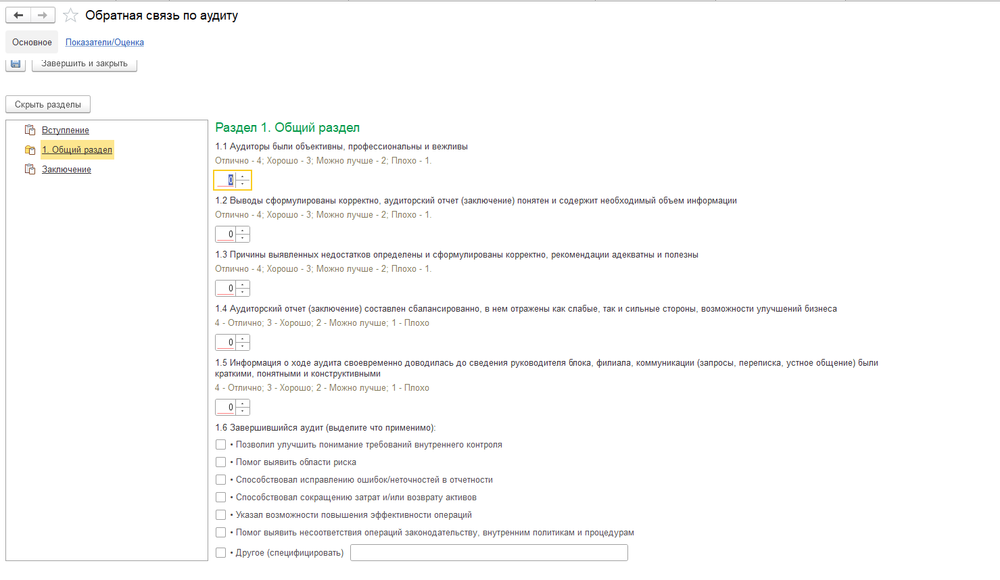 Обратная связь по аудиту
Основное Показатели/Оценка
Завершить и закрыть
Скрыть разделы
Вступление
1. Общий раздел
Заключение
Раздел 1. Общий раздел
1.1 Аудиторы были объективны, профессиональны и вежливы
Отлично - 4; Хорошо - 3; Можно лучше - 2; Плохо - 1.
0
1.2 Выводы сформулированы корректно, аудиторский отчет (заключение) понятен и содержит необходимый объем информации
Отлично - 4; Хорошо - 3; Можно лучше - 2; Плохо - 1.
0
1.3 Причины выявленных недостатков определены и сформулированы корректно, рекомендации адекватны и полезны
Отлично - 4; Хорошо - 3; Можно лучше - 2; Плохо - 1.
0
1.4 Аудиторский отчет (заключение) составлен сбалансированно, в нем отражены как слабые, так и сильные стороны, возможности улучшений бизнеса
4 - Отлично; 3 - Хорошо; 2 - Можно лучше; 1 - Плохо
0
1.5 Информация о ходе аудита своевременно доводилась до сведения руководителя блока, филиала, коммуникации (запросы, переписка, устное общение) были
краткими, понятными и конструктивными
4 - Отлично; 3 - Хорошо; 2 - Можно лучше; 1 - Плохо
0
1.6 Завершившийся аудит (выделите что применимо):
• Позволил улучшить понимание требований внутреннего контроля
• Помог выявить области риска
• Способствовал исправлению ошибок/неточностей в отчетности
• Способствовал сокращению затрат и/или возврату активов
• Указал возможности повышения эффективности операций
• Помог выявить несоответствия операций законодательству, внутренним политикам и процедурам
• Другое (специфицировать)